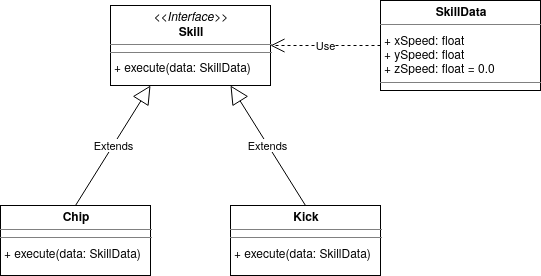 <<Interface>>
Skill
+ execute(data: SkillData)
Use
SkillData
+ xSpeed: float
+ ySpeed: float
+ zSpeed: float = 0.0
Extends
Extends
Chip
+ execute(data: SkillData)
Kick
+ execute(data: SkillData)